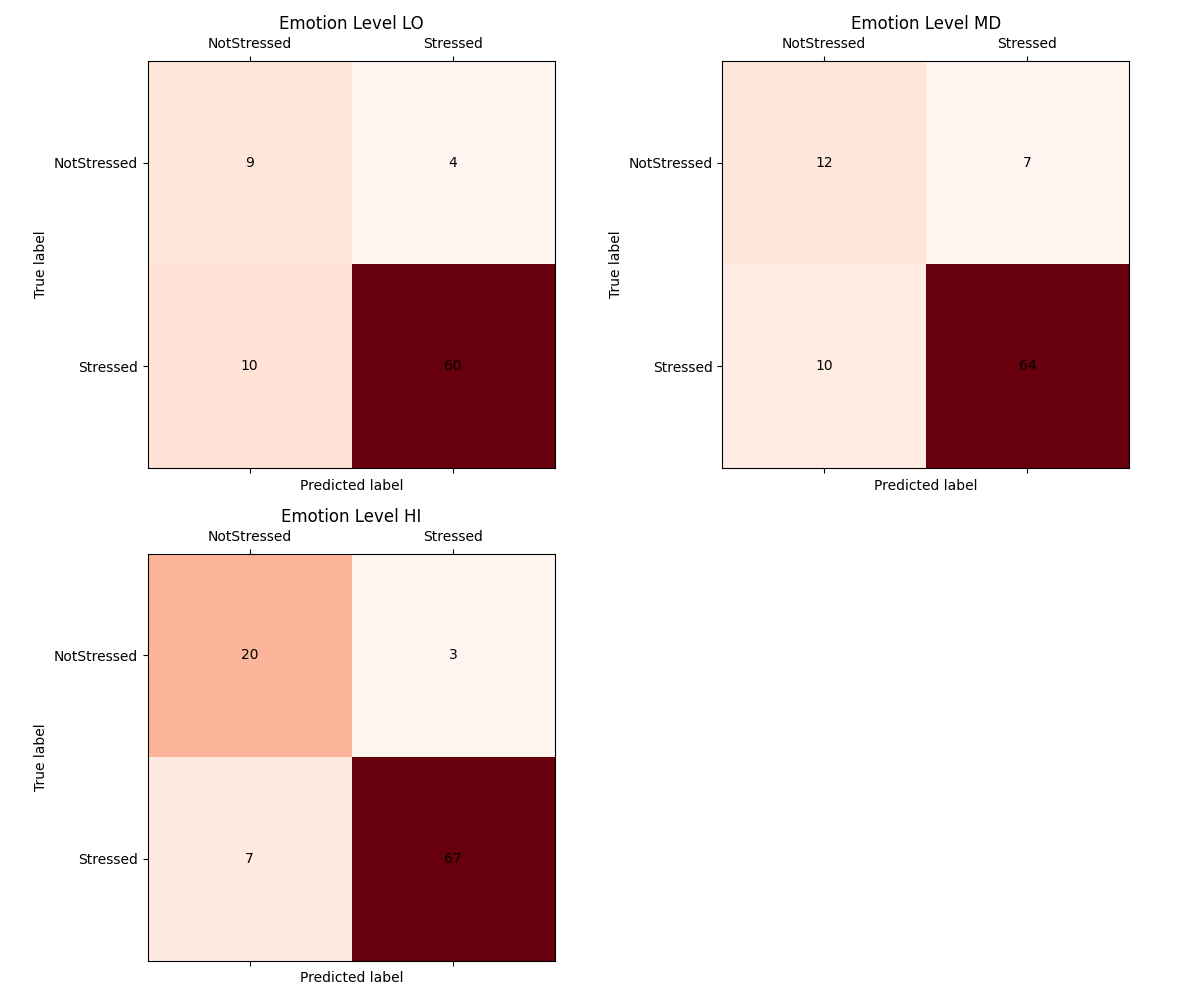 Emotion Level LO
NotStressed Stressed
NotStressed 9 4
True label
Stressed 10 60
Predicted label
Emotion Level MD
NotStressed Stressed
NotStressed 12 7
True label
Stressed 10 64
Predicted label
Emotion Level HI
NotStressed Stressed
NotStressed 20 3
True label
Stressed 7 67
Predicted label